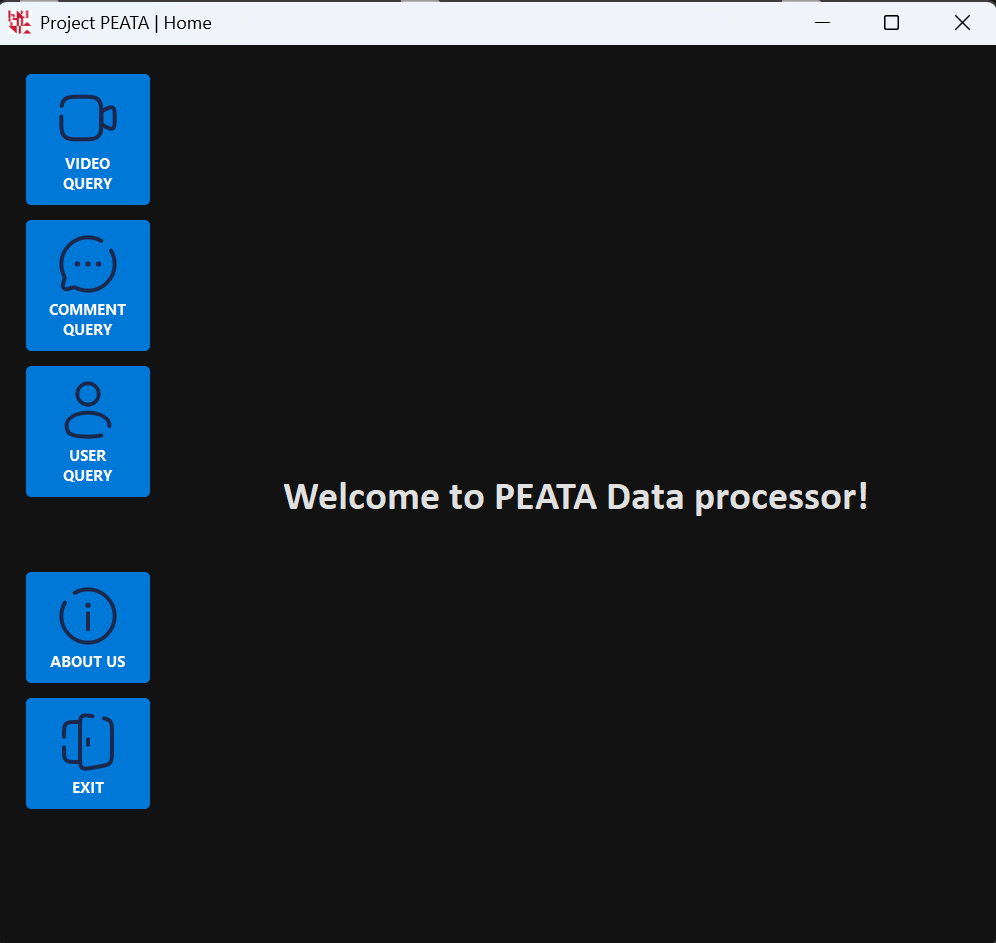 Project PEATA | Home
VIDEO
QUERY
COMMENT
QUERY
USER
QUERY
Welcome to PEATA Data processor!
ABOUT US
EXIT